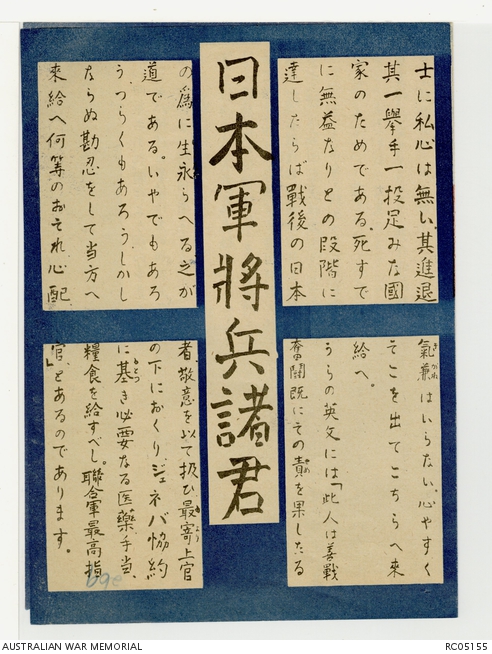 日本軍將兵諸君
士に私心は無い。其進退
其一擧手一投足みな國
家のためである。死すで
に無益なりとの段階に
達したらば戰後の日本
の爲に生永らへる之が
道である。いやでもあろ
う、つらくもあろう、しかし
ならぬ勘忍をして当方へ
来給へ何等のおそれ心配
氣兼はいらない。心やすく
そこを出てこちらへ来
給へ。
うらの英文には「此人は善戰
奮鬪既にその責を果したる
者、敬意を以て扱ひ最寄上官
の下におくりジェネバ恊約
に基き必要なる医藥手当、
糧食を給すべし。聯合軍最高指
官」とあるのであります。
AUSTRALIAN WAR MEMORIAL
RC05155